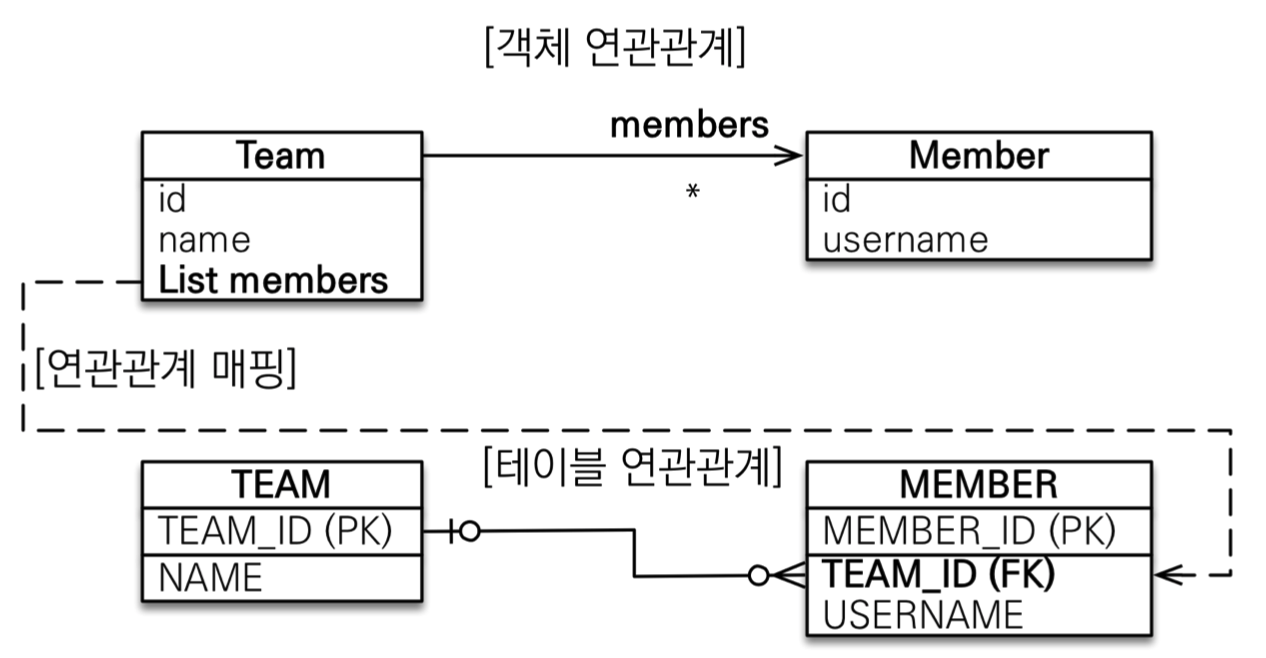 [객체 연관관계]
members
Team
Member
*
id
name
List members
id
username
[연관관계 매핑]
[테이블 연관관계]
TEAM
TEAM_ID (PK)
NAME
MEMBER
MEMBER_ID (PK)
TEAM_ID (FK)
USERNAME